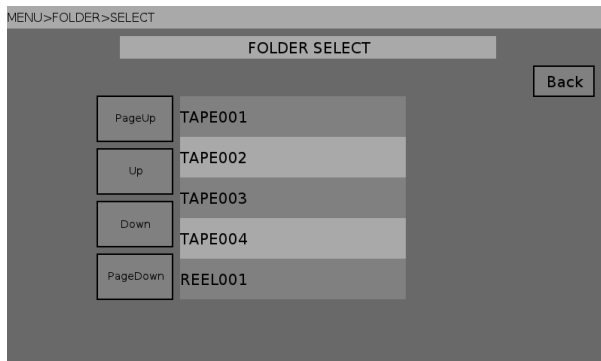 MENU>FOLDER>SELECT
FOLDER SELECT
Back
PageUp
TAPE001
TAPE002
Up
TAPE003
Down
TAPE004
PageDown
REEL001